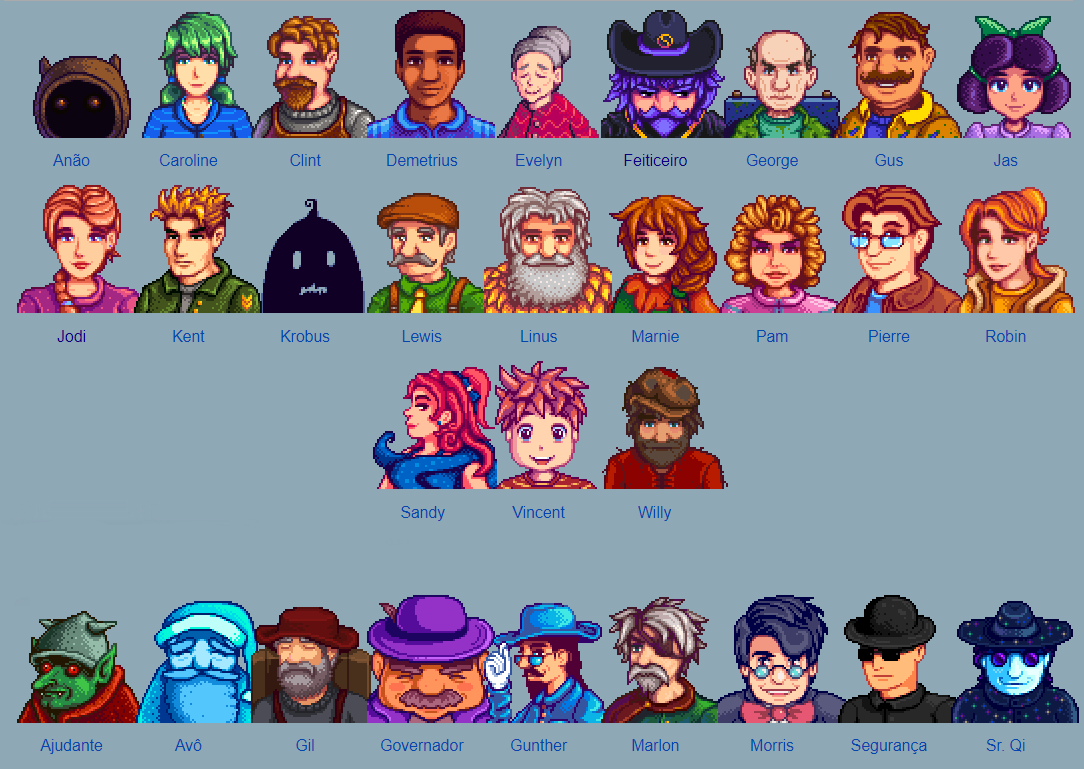 Anão Caroline Clint Demetrius Evelyn Feiticeiro George Gus Jas
Jodi Kent Krobus Lewis Linus Marnie Pam Pierre Robin
Sandy Vincent Willy
Ajudante Avô Gil Governador Gunther Marlon Morris Segurança Sr. Qi